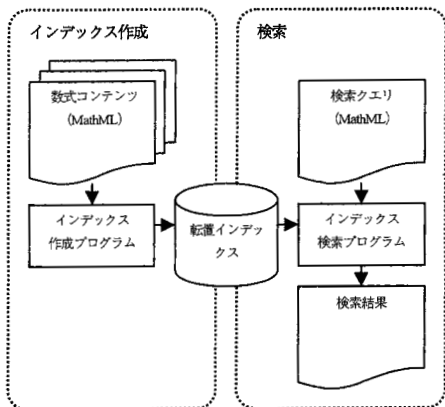 インデックス作成
数式コンテンツ
(MathML)
インデックス
作成プログラム
転置インデッ
クス
検索
検索クエリ
(MathML)
インデックス
検索プログラム
検索結果